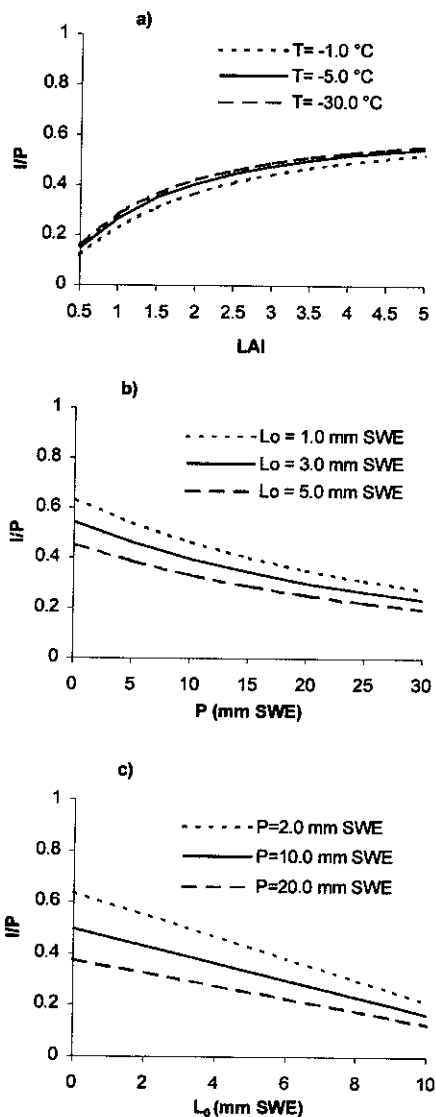 a)
T= -1.0 °C
T= -5.0 °C
T= -30.0 °C
1
0.8
0.6
0.4
0.2
0
I/P
0.5 1 1.5 2 2.5 3 3.5 4 4.5 5
LAI
b)
Lo = 1.0 mm SWE
Lo = 3.0 mm SWE
Lo = 5.0 mm SWE
1
0.8
0.6
0.4
0.2
0
I/P
0 5 10 15 20 25 30
P (mm SWE)
c)
P=2.0 mm SWE
P=10.0 mm SWE
P=20.0 mm SWE
1
0.8
0.6
0.4
0.2
0
I/P
0 2 4 6 8 10
L₀ (mm SWE)